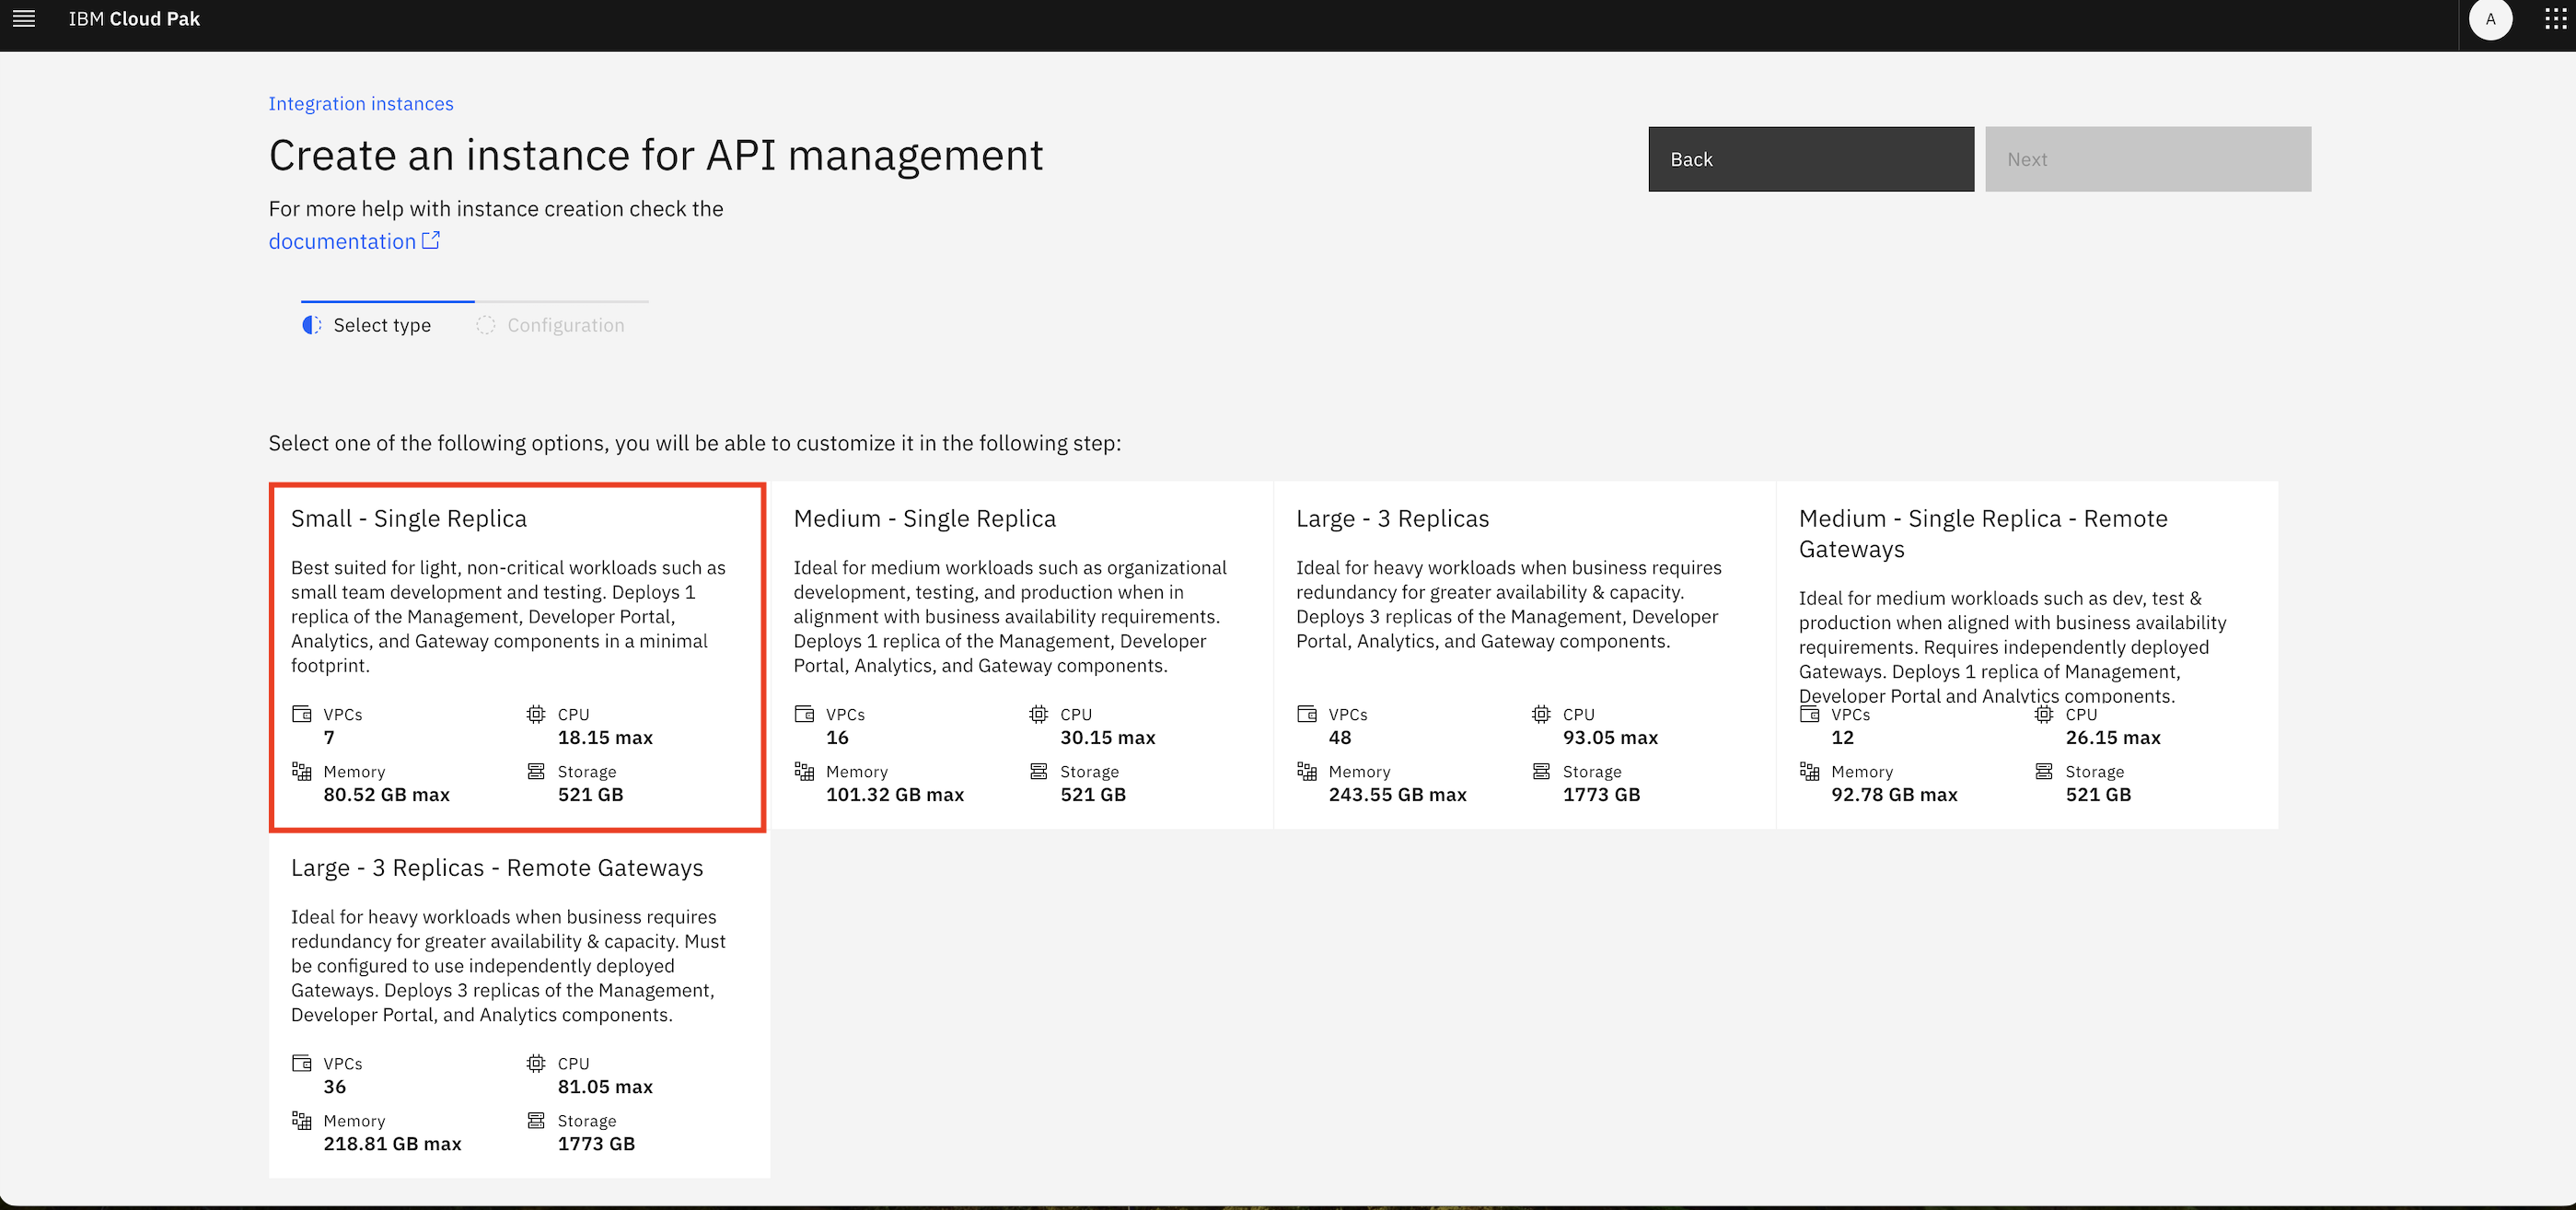 IBM Cloud Pak
A
Integration instances
Create an instance for API management
Back
Next
For more help with instance creation check the
documentation
Select type
Configuration
Select one of the following options, you will be able to customize it in the following step:
Small - Single Replica
Best suited for light, non-critical workloads such as
small team development and testing. Deploys 1
replica of the Management, Developer Portal,
Analytics, and Gateway components in a minimal
footprint.
VPCs
7
CPU
18.15 max
Memory
80.52 GB max
Storage
521 GB
Medium - Single Replica
Ideal for medium workloads such as organizational
development, testing, and production when in
alignment with business availability requirements.
Deploys 1 replica of the Management, Developer
Portal, Analytics, and Gateway components.
VPCs
16
CPU
30.15 max
Memory
101.32 GB max
Storage
521 GB
Large - 3 Replicas
Ideal for heavy workloads when business requires
redundancy for greater availability & capacity.
Deploys 3 replicas of the Management, Developer
Portal, Analytics, and Gateway components.
VPCs
48
CPU
93.05 max
Memory
243.55 GB max
Storage
1773 GB
Medium - Single Replica - Remote
Gateways
Ideal for medium workloads such as dev, test &
production when aligned with business availability
requirements. Requires independently deployed
Gateways. Deploys 1 replica of Management,
Developer Portal and Analytics components.
VPCs
12
CPU
26.15 max
Memory
92.78 GB max
Storage
521 GB
Large - 3 Replicas - Remote Gateways
Ideal for heavy workloads when business requires
redundancy for greater availability & capacity. Must
be configured to use independently deployed
Gateways. Deploys 3 replicas of the Management,
Developer Portal, and Analytics components.
VPCs
36
CPU
81.05 max
Memory
218.81 GB max
Storage
1773 GB